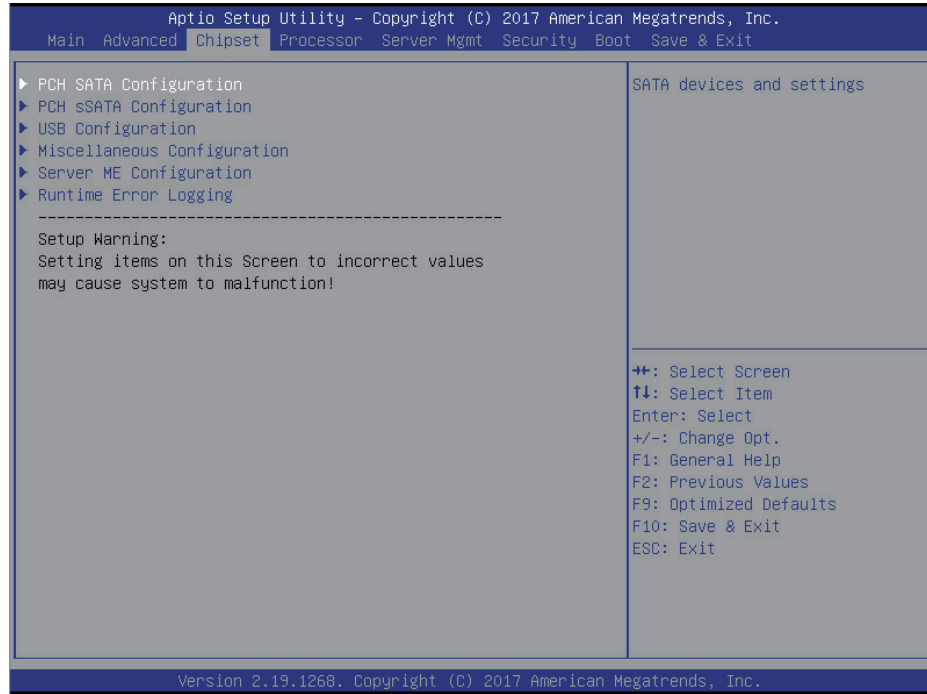 Aptio Setup Utility – Copyright (C) 2017 American Megatrends, Inc.
Main Advanced Chipset Processor Server Mgmt Security Boot Save & Exit
PCH SATA Configuration
PCH sSATA Configuration
USB Configuration
Miscellaneous Configuration
Server ME Configuration
Runtime Error Logging
--------------------------------------------------
Setup Warning:
Setting items on this Screen to incorrect values
may cause system to malfunction!
SATA devices and settings
→←: Select Screen
↑↓: Select Item
Enter: Select
+/-: Change Opt.
F1: General Help
F2: Previous Values
F9: Optimized Defaults
F10: Save & Exit
ESC: Exit
Version 2.19.1268. Copyright (C) 2017 American Megatrends, Inc.